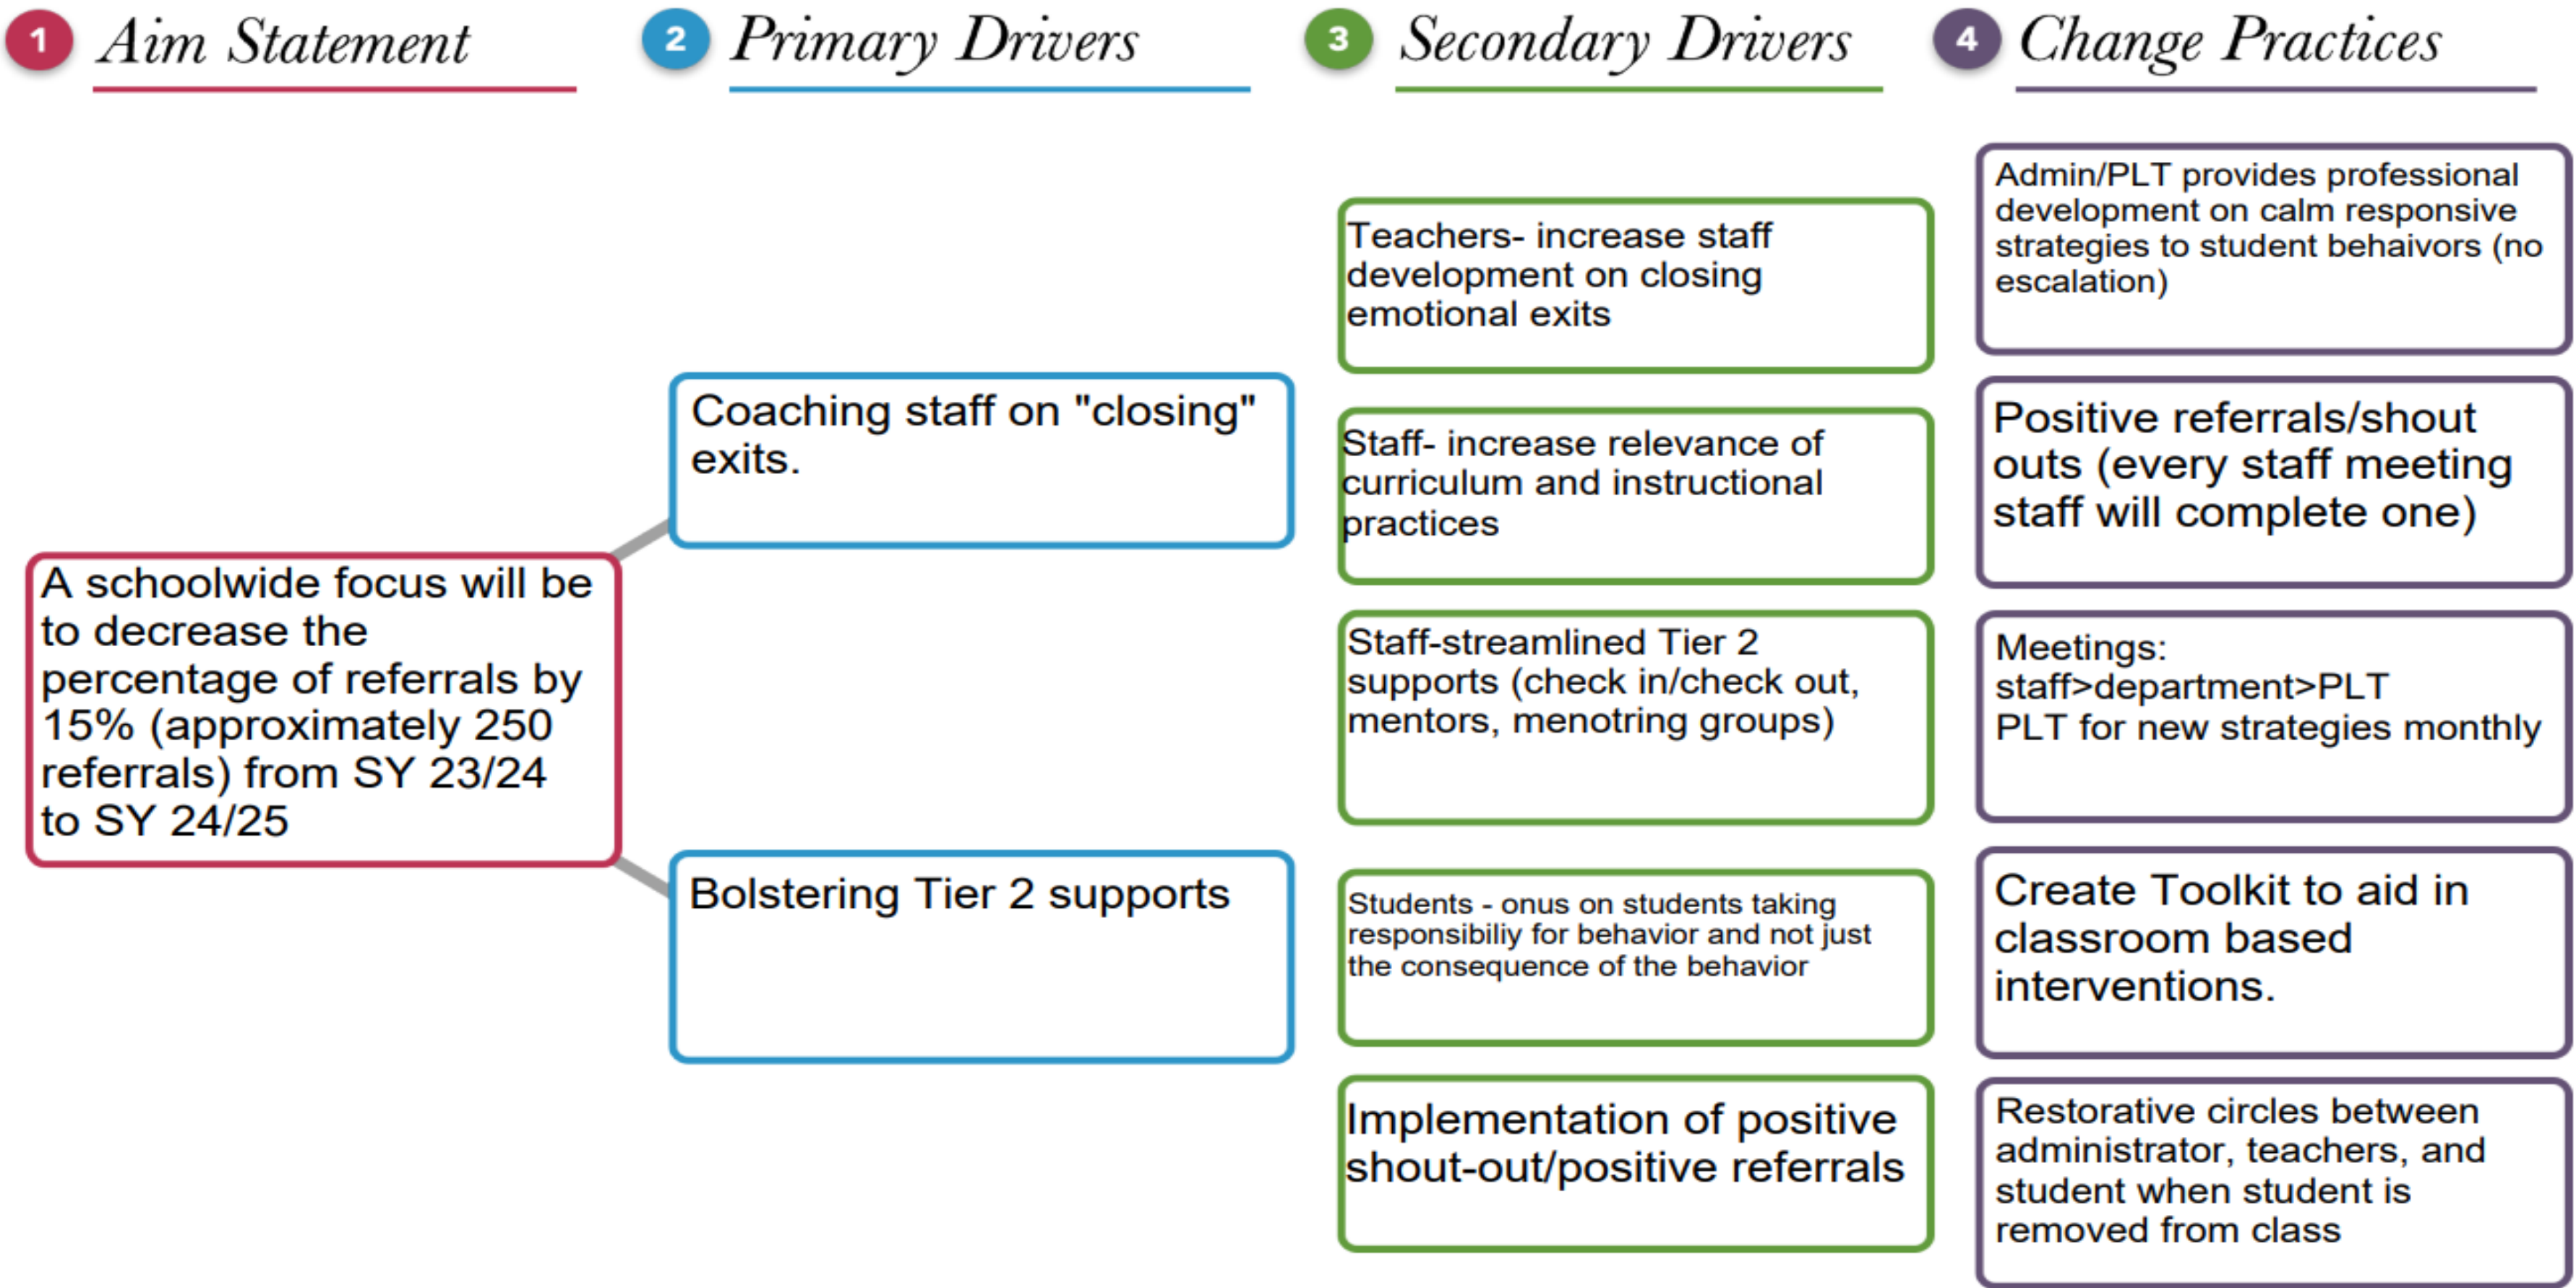 1 Aim Statement
2 Primary Drivers
3 Secondary Drivers
4 Change Practices
A schoolwide focus will be
to decrease the
percentage of referrals by
15% (approximately 250
referrals) from SY 23/24
to SY 24/25
Coaching staff on "closing"
exits.
Bolstering Tier 2 supports
Teachers- increase staff
development on closing
emotional exits
Staff- increase relevance of
curriculum and instructional
practices
Staff-streamlined Tier 2
supports (check in/check out,
mentors, menotring groups)
Students - onus on students taking
responsibiliy for behavior and not just
the consequence of the behavior
Implementation of positive
shout-out/positive referrals
Admin/PLT provides professional
development on calm responsive
strategies to student behaivors (no
escalation)
Positive referrals/shout
outs (every staff meeting
staff will complete one)
Meetings:
staff>department>PLT
PLT for new strategies monthly
Create Toolkit to aid in
classroom based
interventions.
Restorative circles between
administrator, teachers, and
student when student is
removed from class